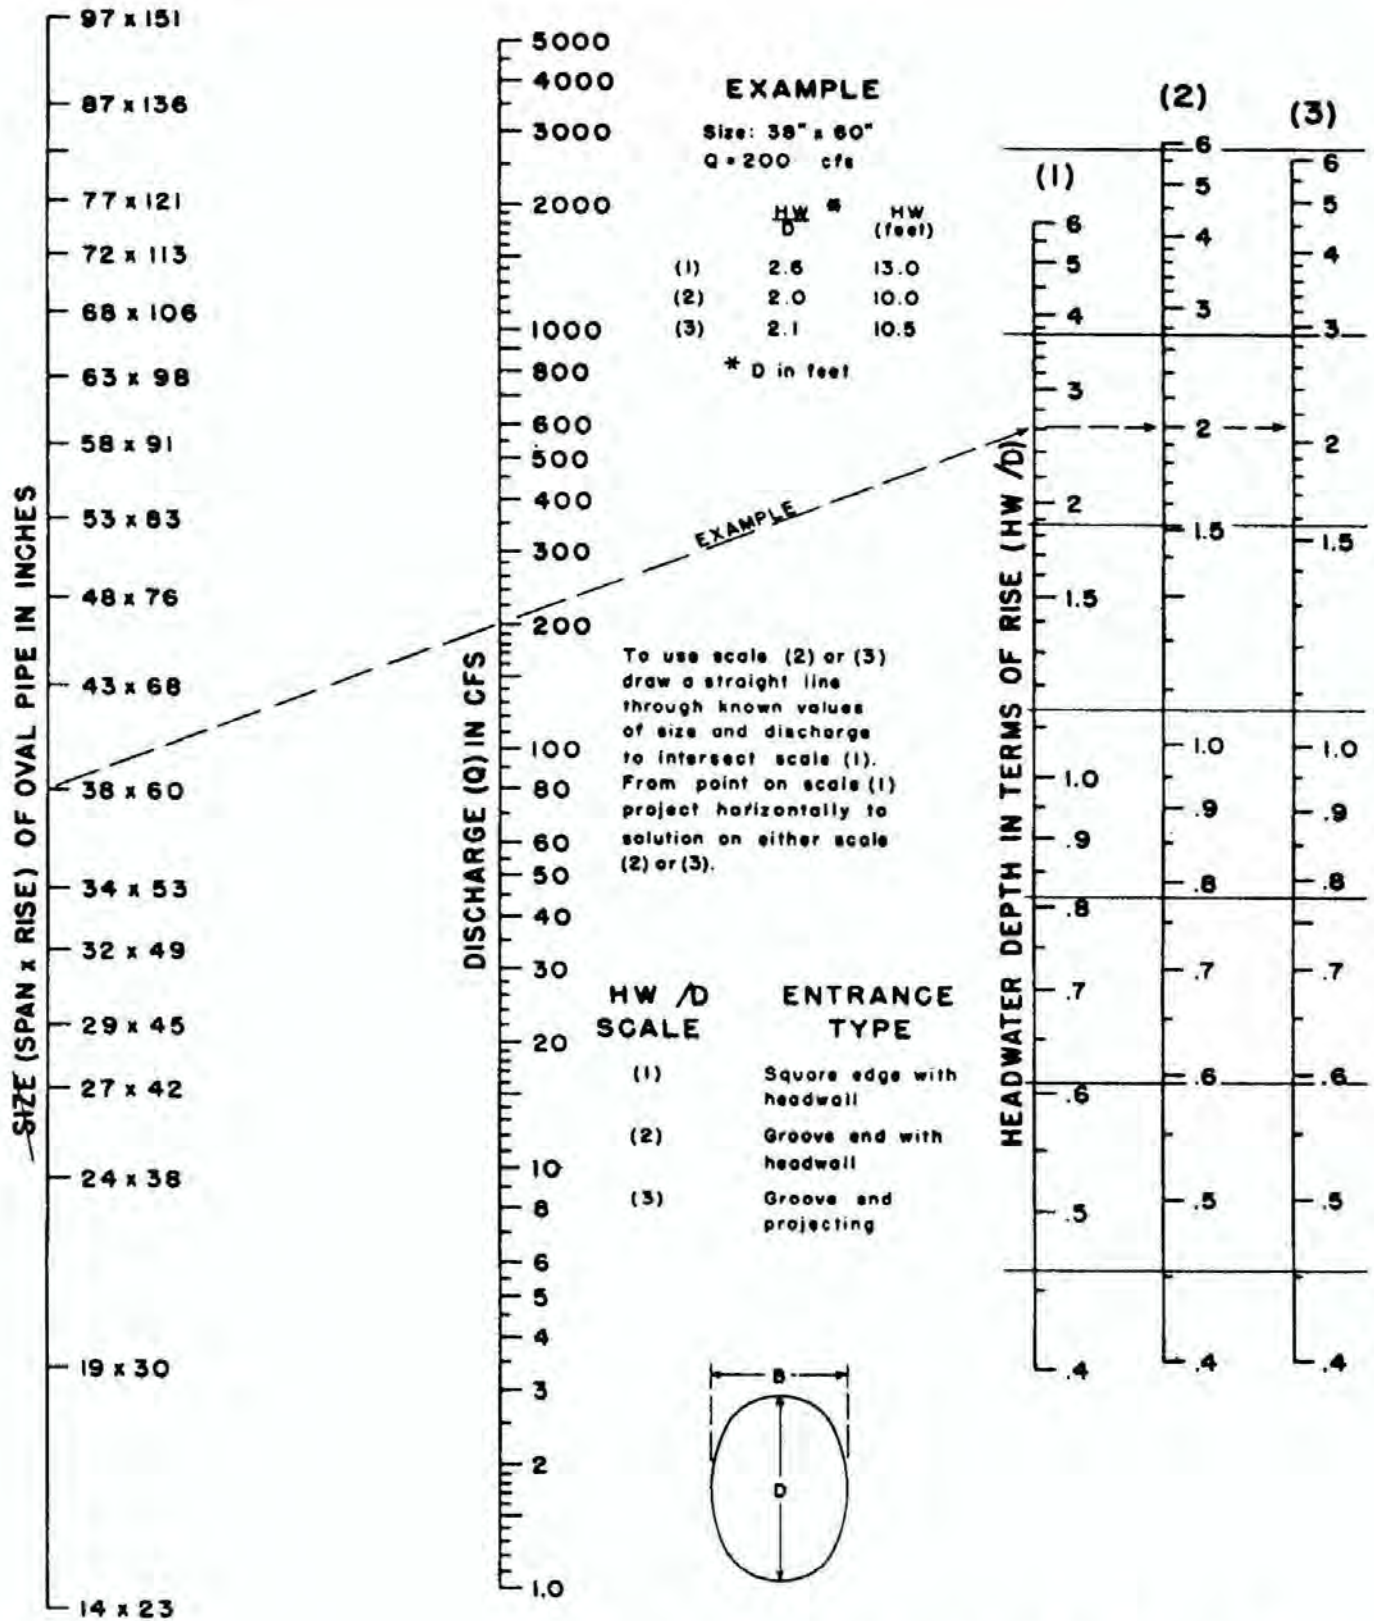 SIZE (SPAN x RISE) OF OVAL PIPE IN INCHES
97 x 151
87 x 136
77 x 121
72 x 113
68 x 106
63 x 98
58 x 91
53 x 83
48 x 76
43 x 68
38 x 60
34 x 53
32 x 49
29 x 45
27 x 42
24 x 38
19 x 30
14 x 23
DISCHARGE (Q) IN CFS
5000
4000
3000
2000
1000
800
600
500
400
300
200
100
80
60
50
40
30
20
10
8
6
5
4
3
2
1.0
EXAMPLE
Size: 38" x 60"
Q = 200 cfs
HW/D * HW (feet)
(1) 2.6 13.0
(2) 2.0 10.0
(3) 2.1 10.5
* D in feet
EXAMPLE
To use scale (2) or (3)
draw a straight line
through known values
of size and discharge
to intersect scale (1).
From point on scale (1)
project horizontally to
solution on either scale
(2) or (3).
HW /D SCALE ENTRANCE TYPE
(1) Square edge with
headwall
(2) Groove end with
headwall
(3) Groove end
projecting
B
D
HEADWATER DEPTH IN TERMS OF RISE (HW /D)
(1)
6
5
4
3
2
1.5
1.0
.9
.8
.7
.6
.5
.4
(2)
6
5
4
3
2
1.5
1.0
.9
.8
.7
.6
.5
.4
(3)
6
5
4
3
2
1.5
1.0
.9
.8
.7
.6
.5
.4